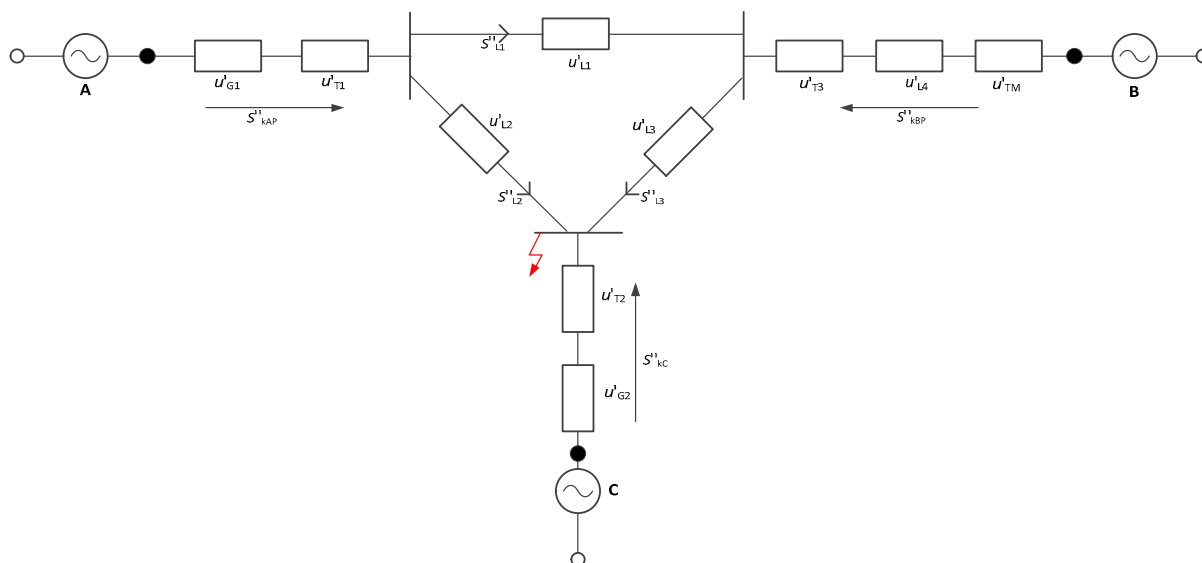 S''L1
u'L1
u'G1
u'T1
u'T3
u'L4
u'TM
A
B
S''kAP
S''kBP
u'L2
u'L3
S''L2
S''L3
u'T2
S''kC
u'G2
C